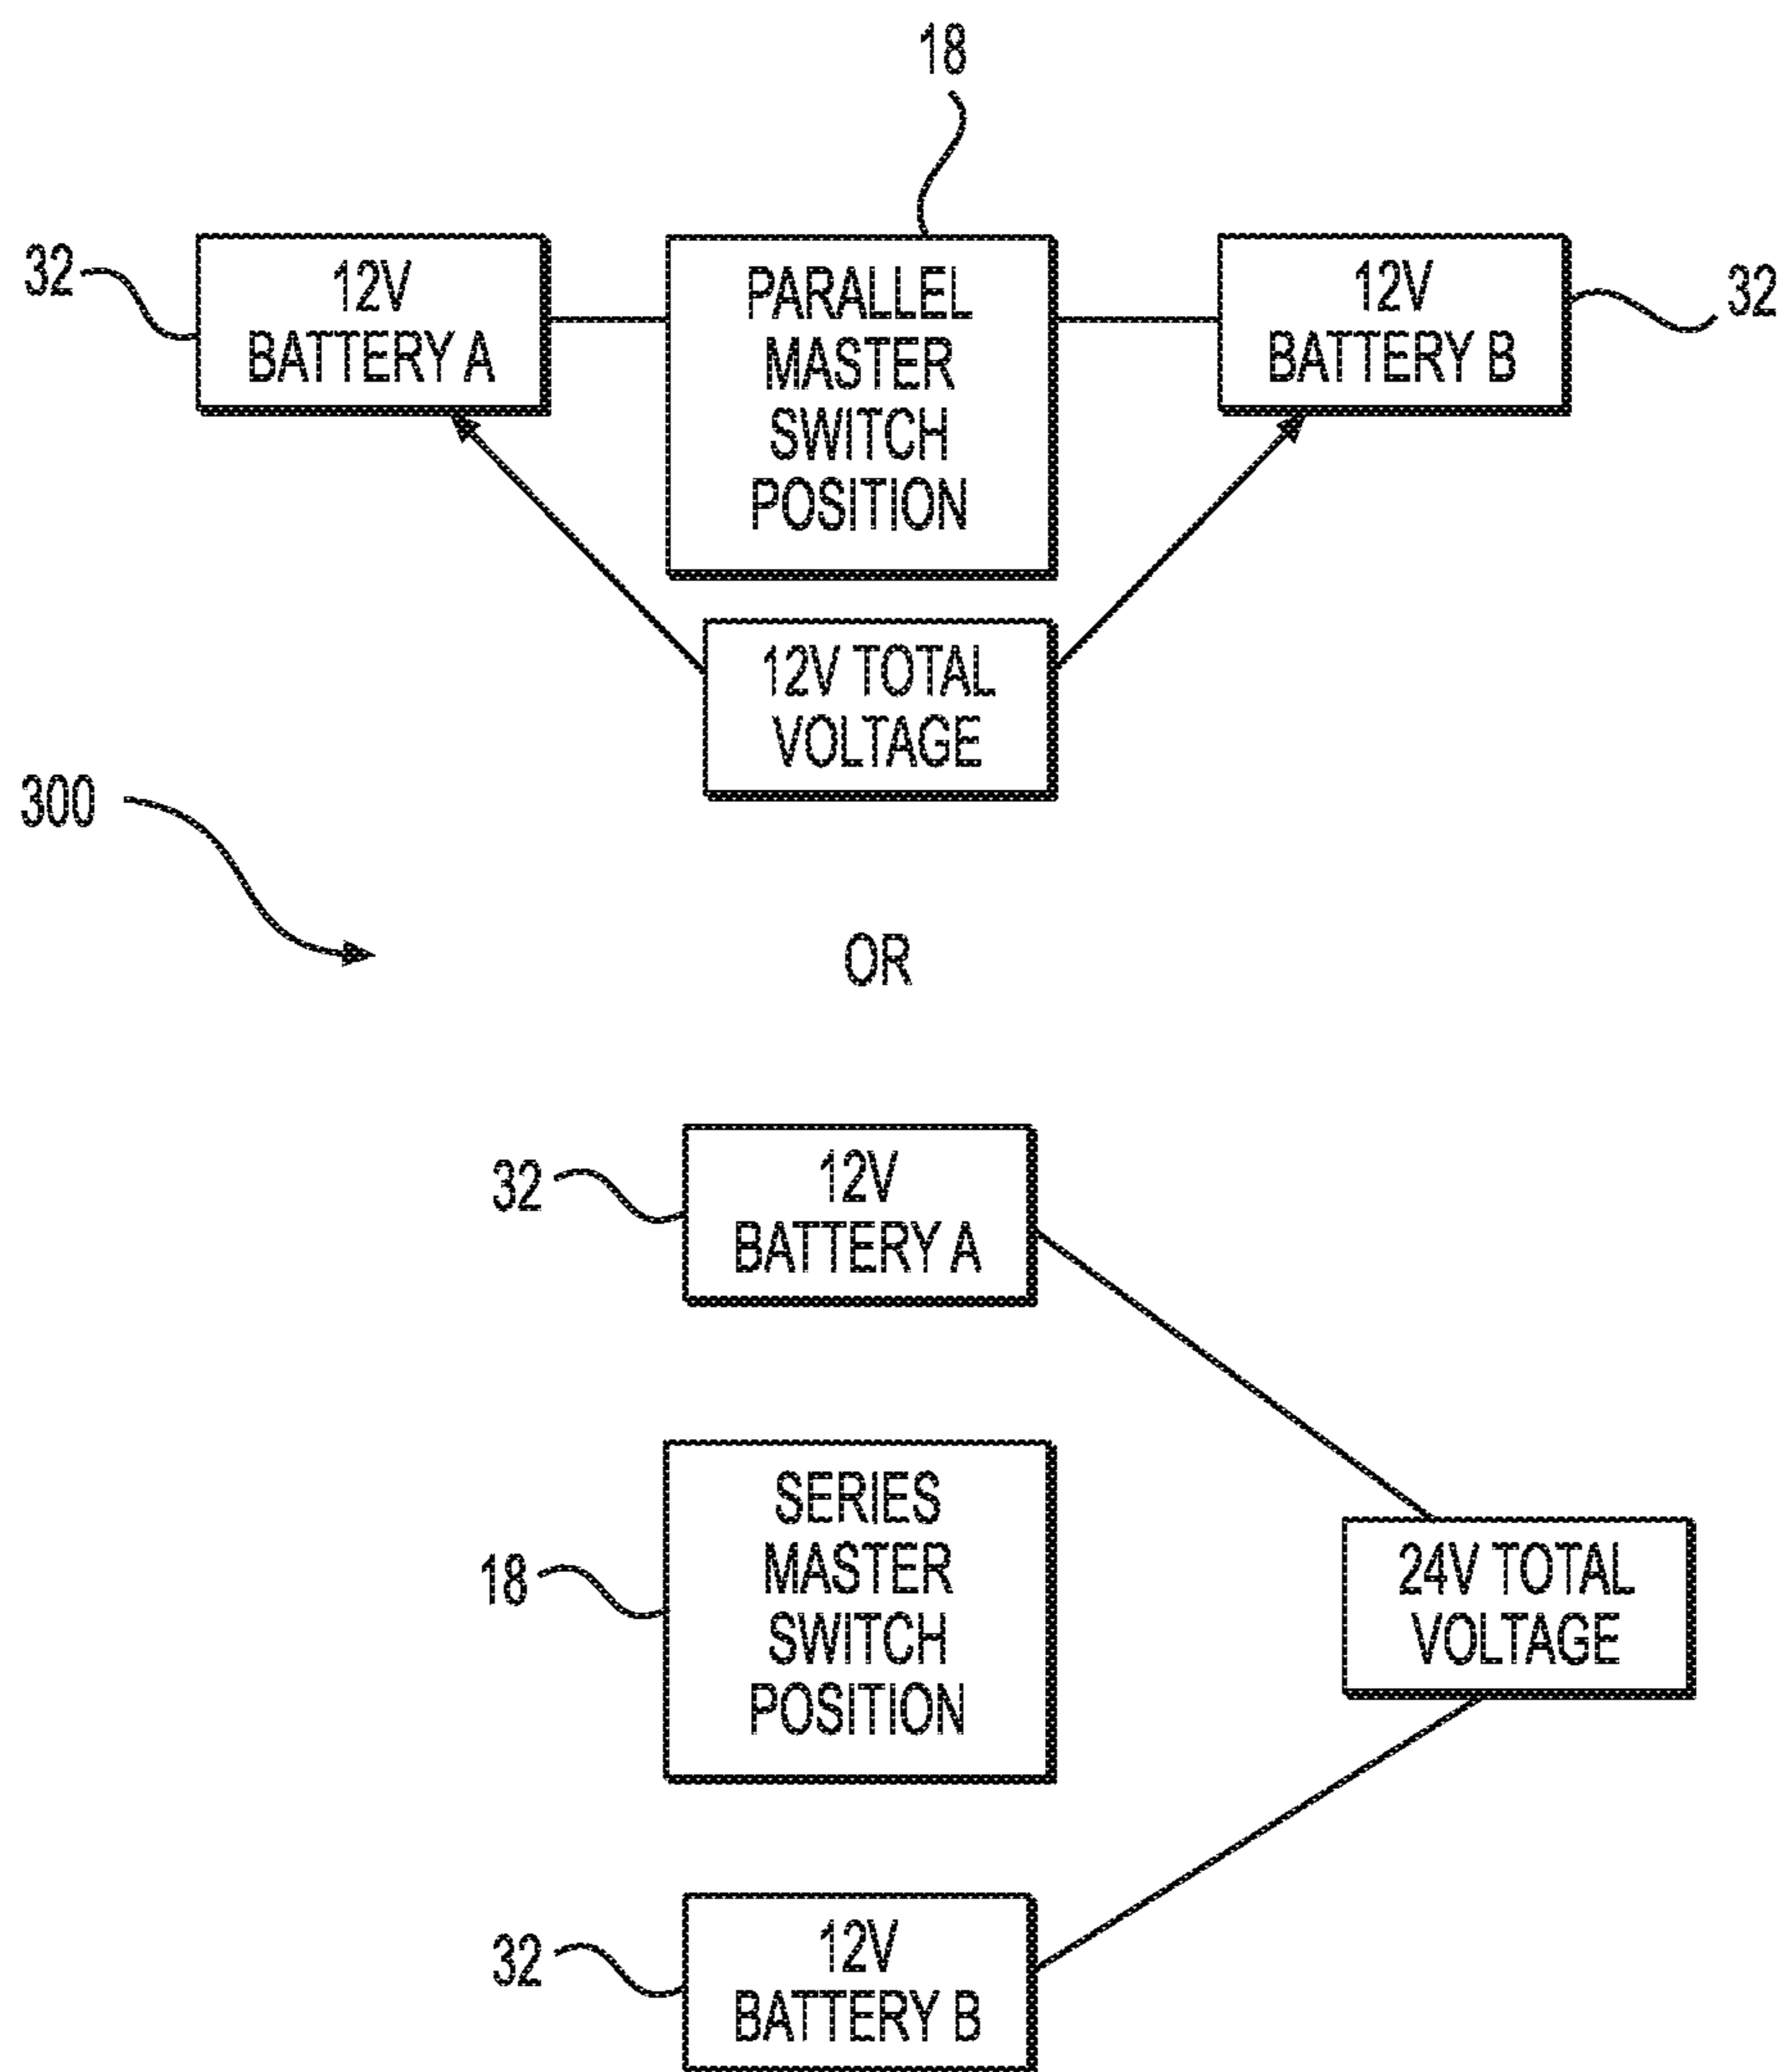 18
32
12V
BATTERY A
PARALLEL
MASTER
SWITCH
POSITION
12V
BATTERY B
32
12V TOTAL
VOLTAGE
300
OR
32
12V
BATTERY A
18
SERIES
MASTER
SWITCH
POSITION
24V TOTAL
VOLTAGE
32
12V
BATTERY B